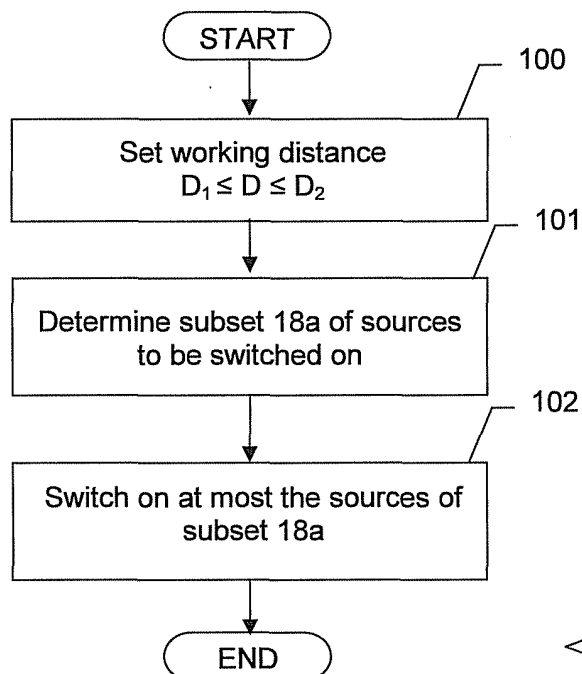 START
100
Set working distance
D₁ ≤ D ≤ D₂
101
Determine subset 18a of sources
to be switched on
102
Switch on at most the sources of
subset 18a
END